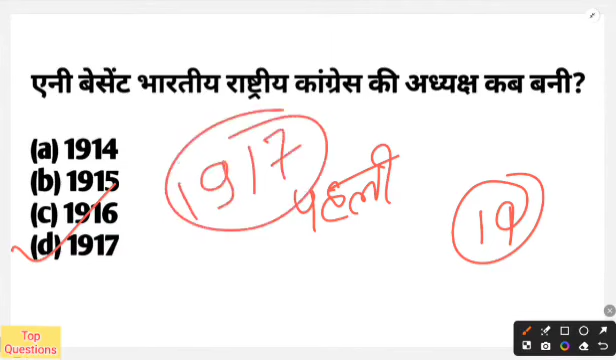 एनी बेसेंट भारतीय राष्ट्रीय कांग्रेस की अध्यक्ष कब बनी?
(a) 1914
(b) 1915
(c) 1916
(d) 1917
1917
पहली
19
Top
Questions